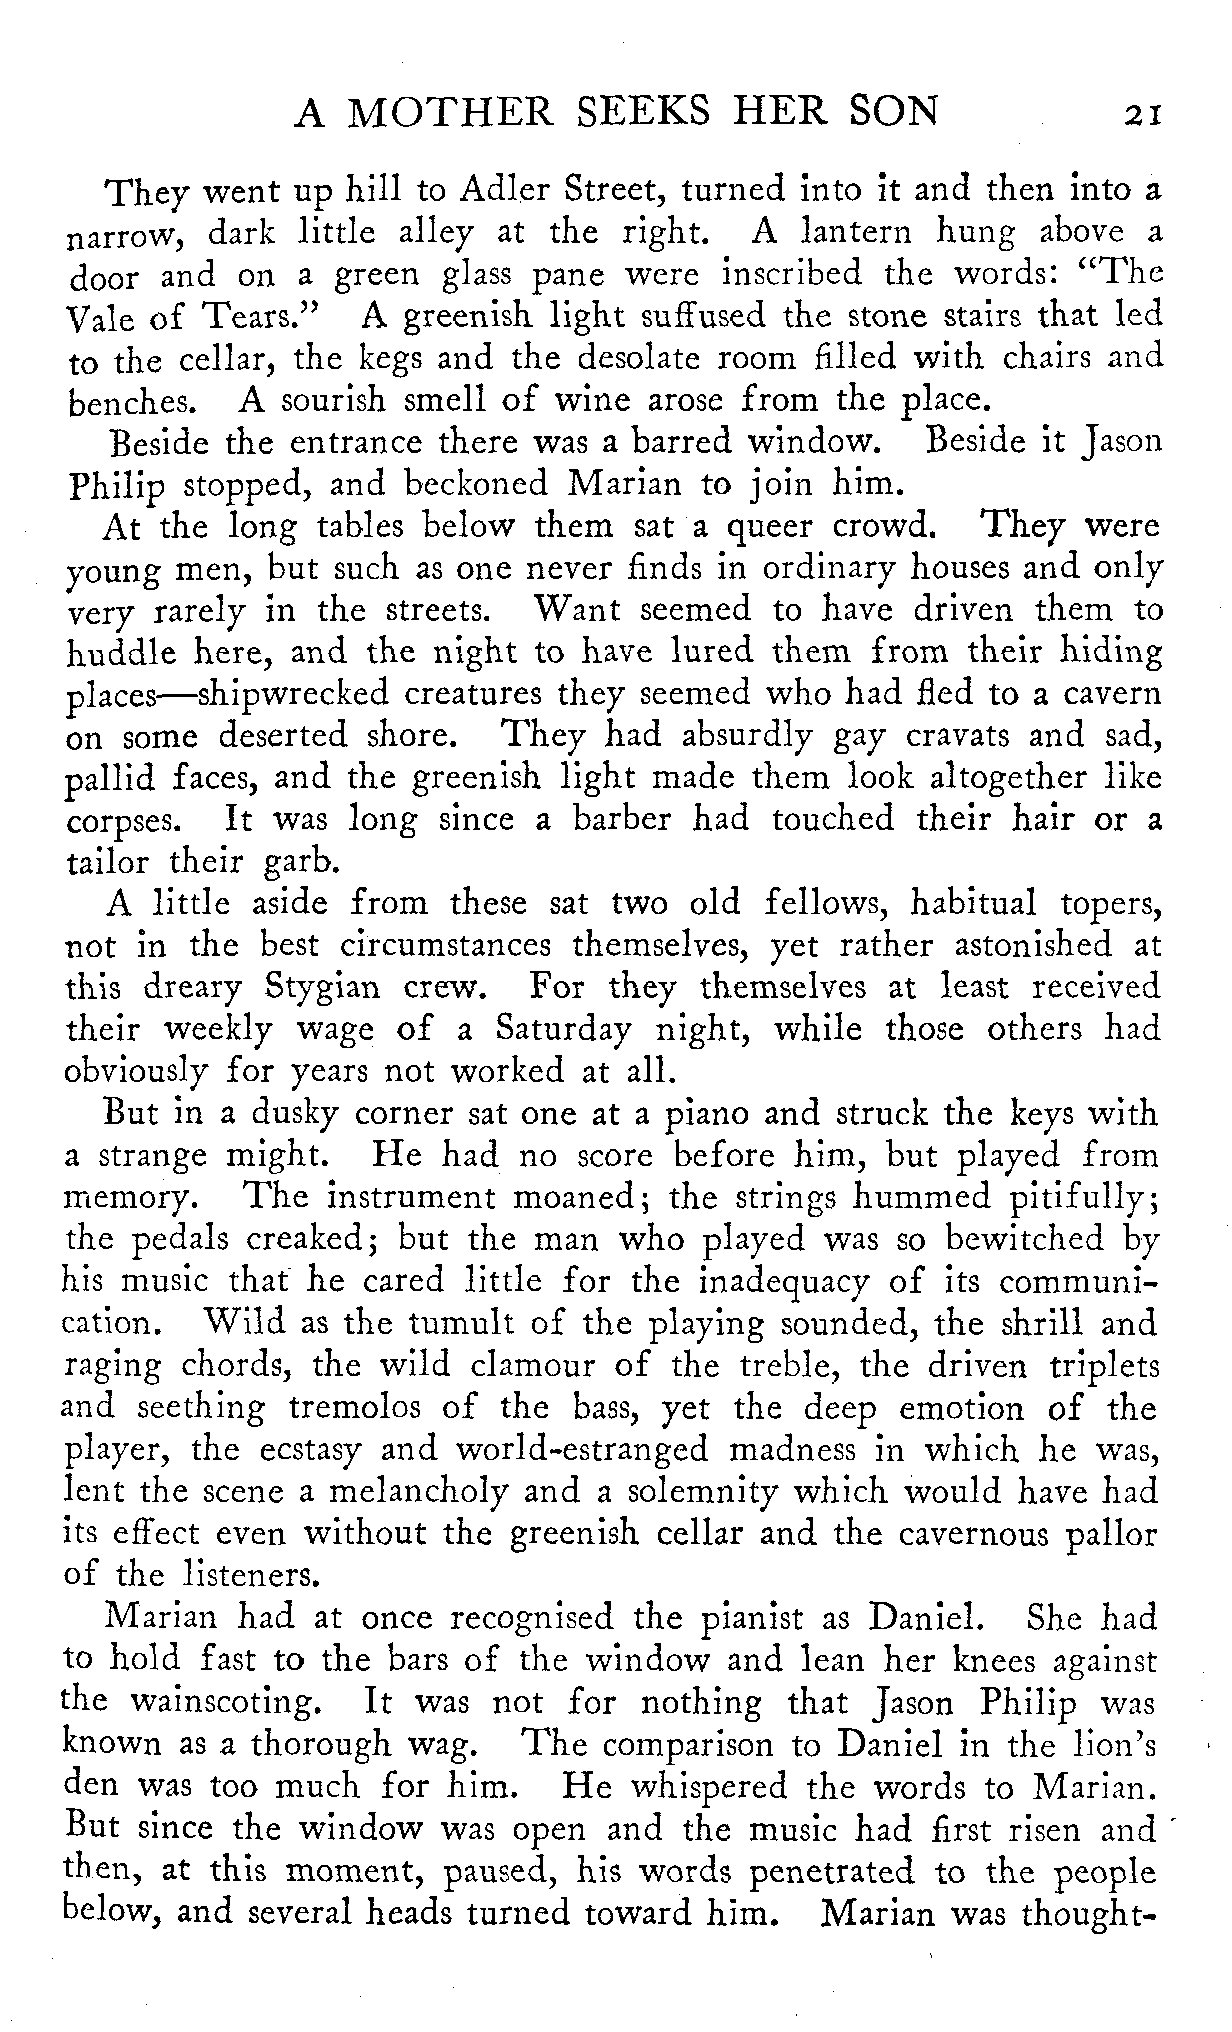 A MOTHER SEEKS HER SON 21
They went up hill to Adler Street, turned into it and then into a
narrow, dark little alley at the right. A lantern hung above a
door and on a green glass pane were inscribed the words: “The
Vale of Tears.” A greenish light suffused the stone stairs that led
to the cellar, the kegs and the desolate room filled with chairs and
benches. A sourish smell of wine arose from the place.
Beside the entrance there was a barred window. Beside it Jason
Philip stopped, and beckoned Marian to join him.
At the long tables below them sat a queer crowd. They were
young men, but such as one never finds in ordinary houses and only
very rarely in the streets. Want seemed to have driven them to
huddle here, and the night to have lured them from their hiding
places—shipwrecked creatures they seemed who had fled to a cavern
on some deserted shore. They had absurdly gay cravats and sad,
pallid faces, and the greenish light made them look altogether like
corpses. It was long since a barber had touched their hair or a
tailor their garb.
A little aside from these sat two old fellows, habitual topers,
not in the best circumstances themselves, yet rather astonished at
this dreary Stygian crew. For they themselves at least received
their weekly wage of a Saturday night, while those others had
obviously for years not worked at all.
But in a dusky corner sat one at a piano and struck the keys with
a strange might. He had no score before him, but played from
memory. The instrument moaned; the strings hummed pitifully;
the pedals creaked; but the man who played was so bewitched by
his music that he cared little for the inadequacy of its communi-
cation. Wild as the tumult of the playing sounded, the shrill and
raging chords, the wild clamour of the treble, the driven triplets
and seething tremolos of the bass, yet the deep emotion of the
player, the ecstasy and world-estranged madness in which he was,
lent the scene a melancholy and a solemnity which would have had
its effect even without the greenish cellar and the cavernous pallor
of the listeners.
Marian had at once recognised the pianist as Daniel. She had
to hold fast to the bars of the window and lean her knees against
the wainscoting. It was not for nothing that Jason Philip was
known as a thorough wag. The comparison to Daniel in the lion’s
den was too much for him. He whispered the words to Marian.
But since the window was open and the music had first risen and
then, at this moment, paused, his words penetrated to the people
below, and several heads turned toward him. Marian was thought-